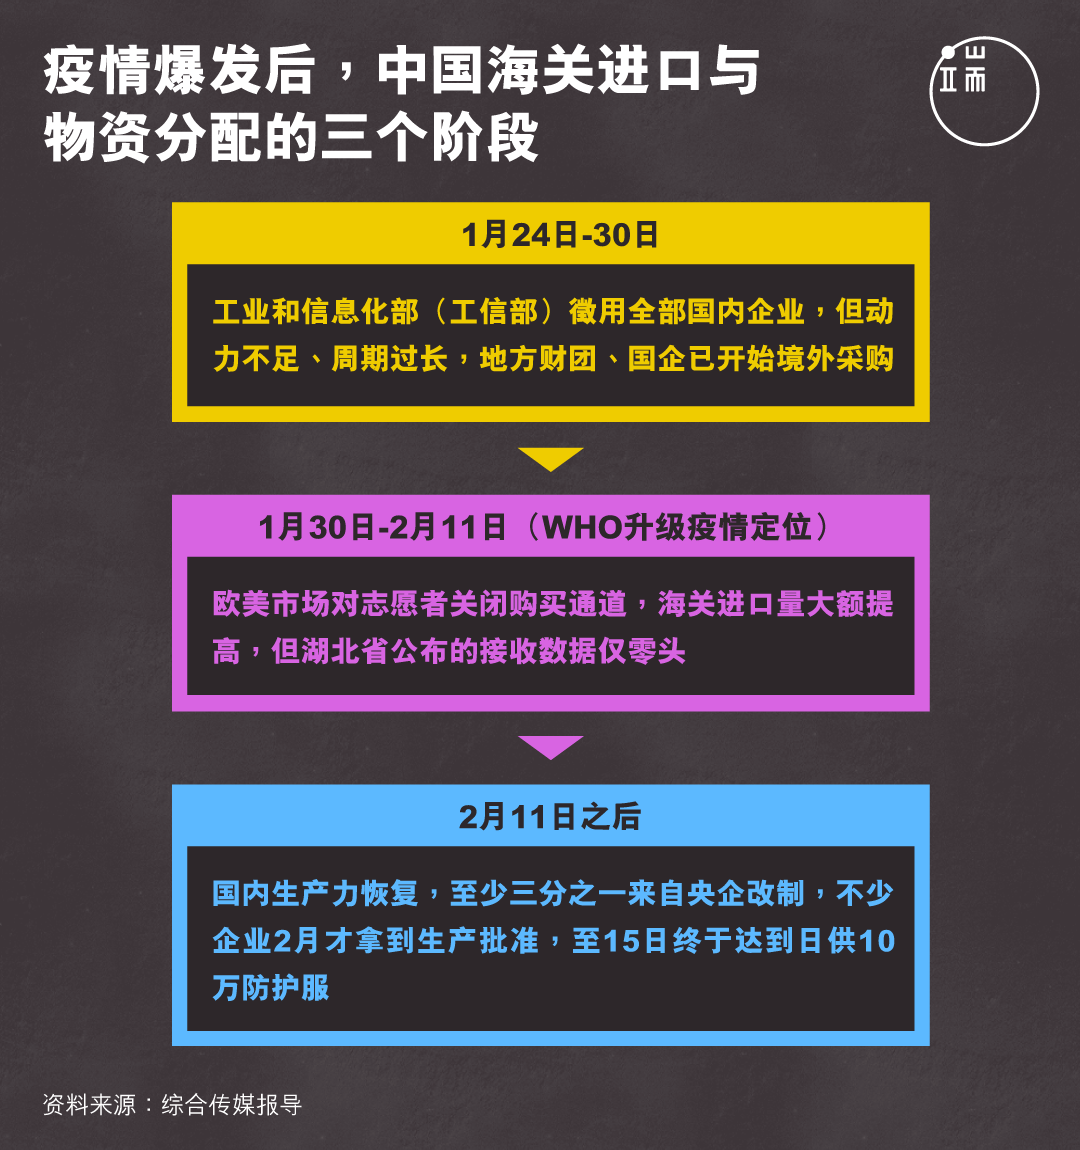 疫情爆发后，中国海关进口与
物资分配的三个阶段
端
1月24日-30日
工业和信息化部（工信部）徵用全部国内企业，但动
力不足、周期过长，地方财团、国企已开始境外采购
1月30日-2月11日（WHO升级疫情定位）
欧美市场对志愿者关闭购买通道，海关进口量大额提
高，但湖北省公布的接收数据仅零头
2月11日之后
国内生产力恢复，至少三分之一来自央企改制，不少
企业2月才拿到生产批准，至15日终于达到日供10
万防护服
资料来源：综合传媒报导